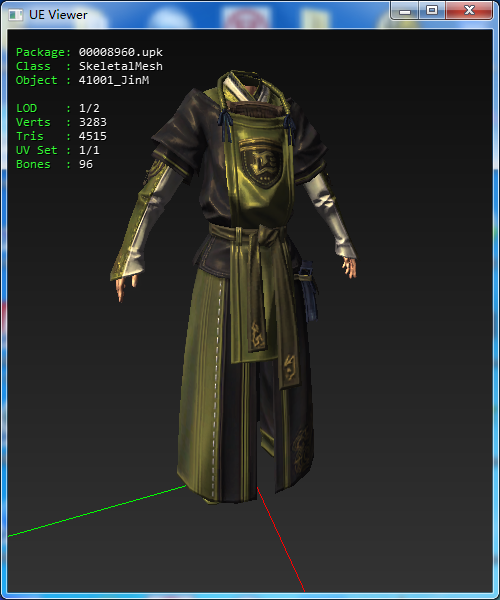 UE Viewer
Package: 00008960.upk
Class : SkeletalMesh
Object : 41001_JinM
LOD : 1/2
Verts : 3283
Tris : 4515
UV Set : 1/1
Bones : 96